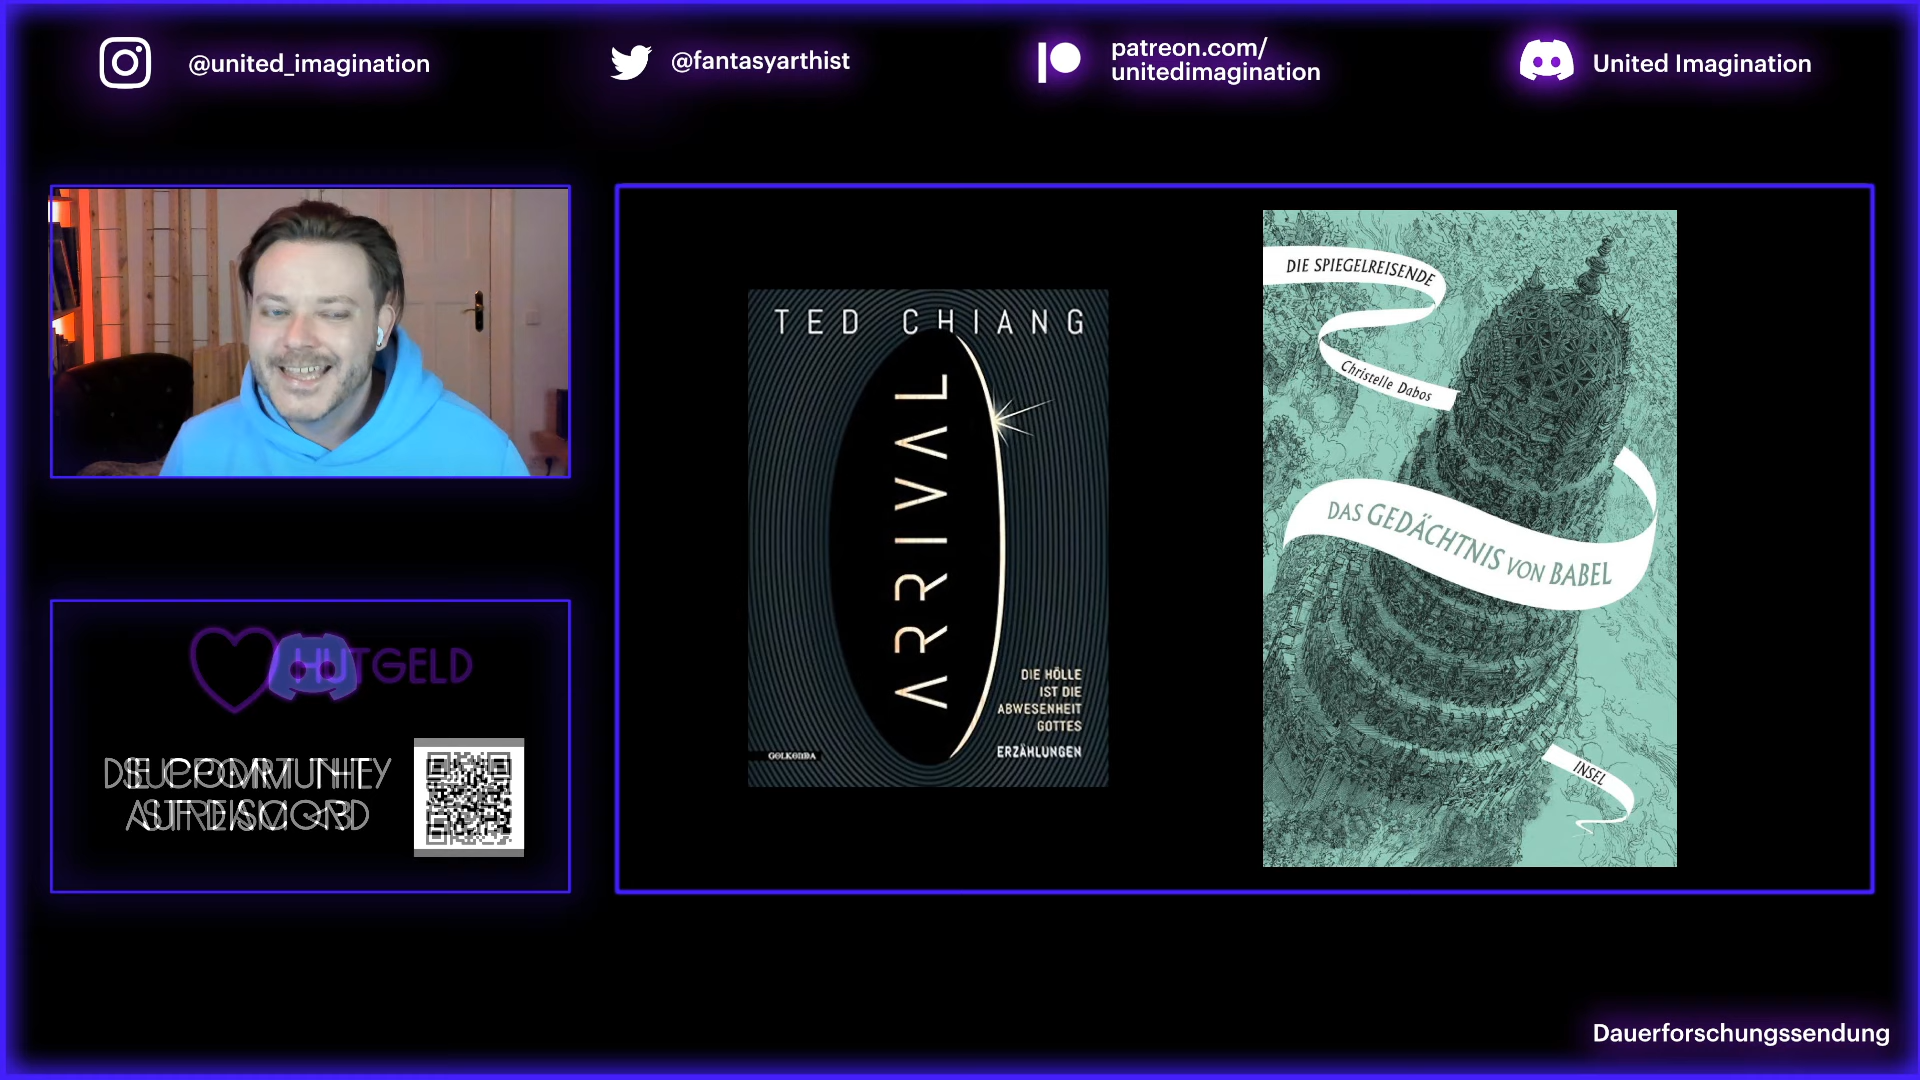 @united_imagination
@fantasyarthist
patreon.com/
unitedimagination
United Imagination
HUTGELD
TED CHIANG
ARRIVAL
DIE HÖLLE
IST DIE
ABWESENHEIT
GOTTES
ERZÄHLUNGEN
GOLKONDA
DIE SPIEGELREISENDE
Christelle Dabos
DAS GEDÄCHTNIS VON BABEL
INSEL
Dauerforschungssendung